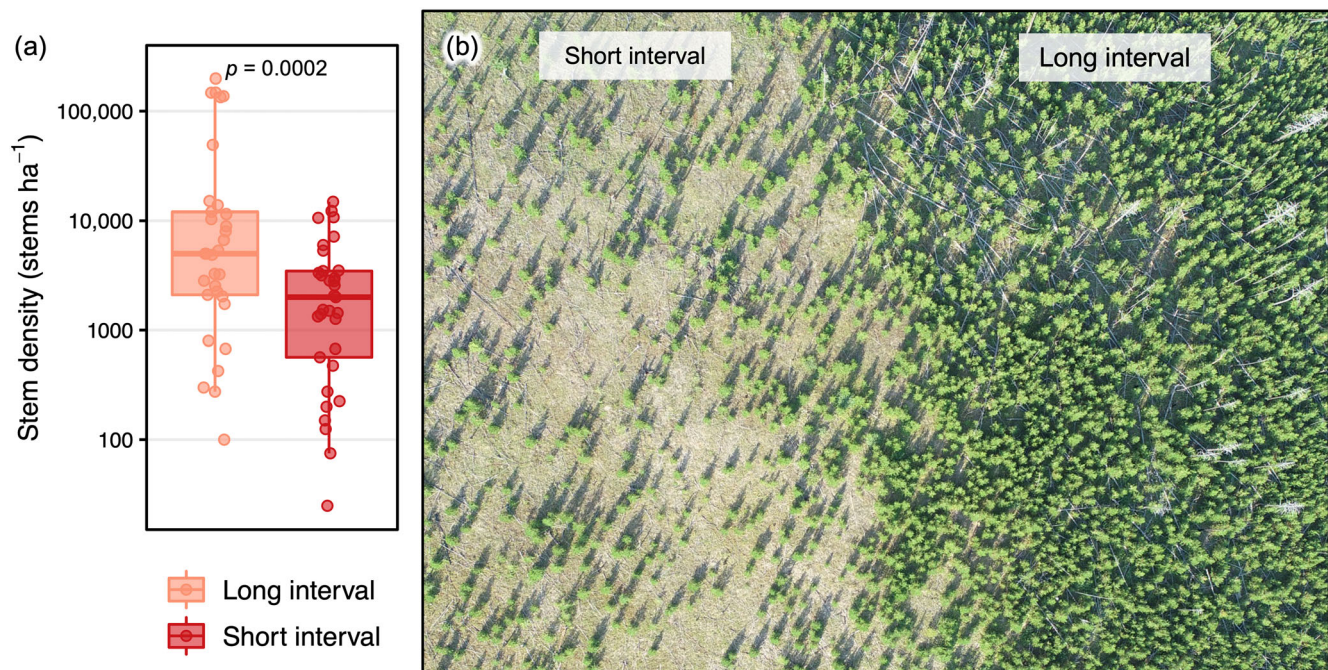 (a)
p = 0.0002
100,000
10,000
1000
100
Stem density (stems ha⁻¹)
Long interval
Short interval
(b)
Short interval
Long interval